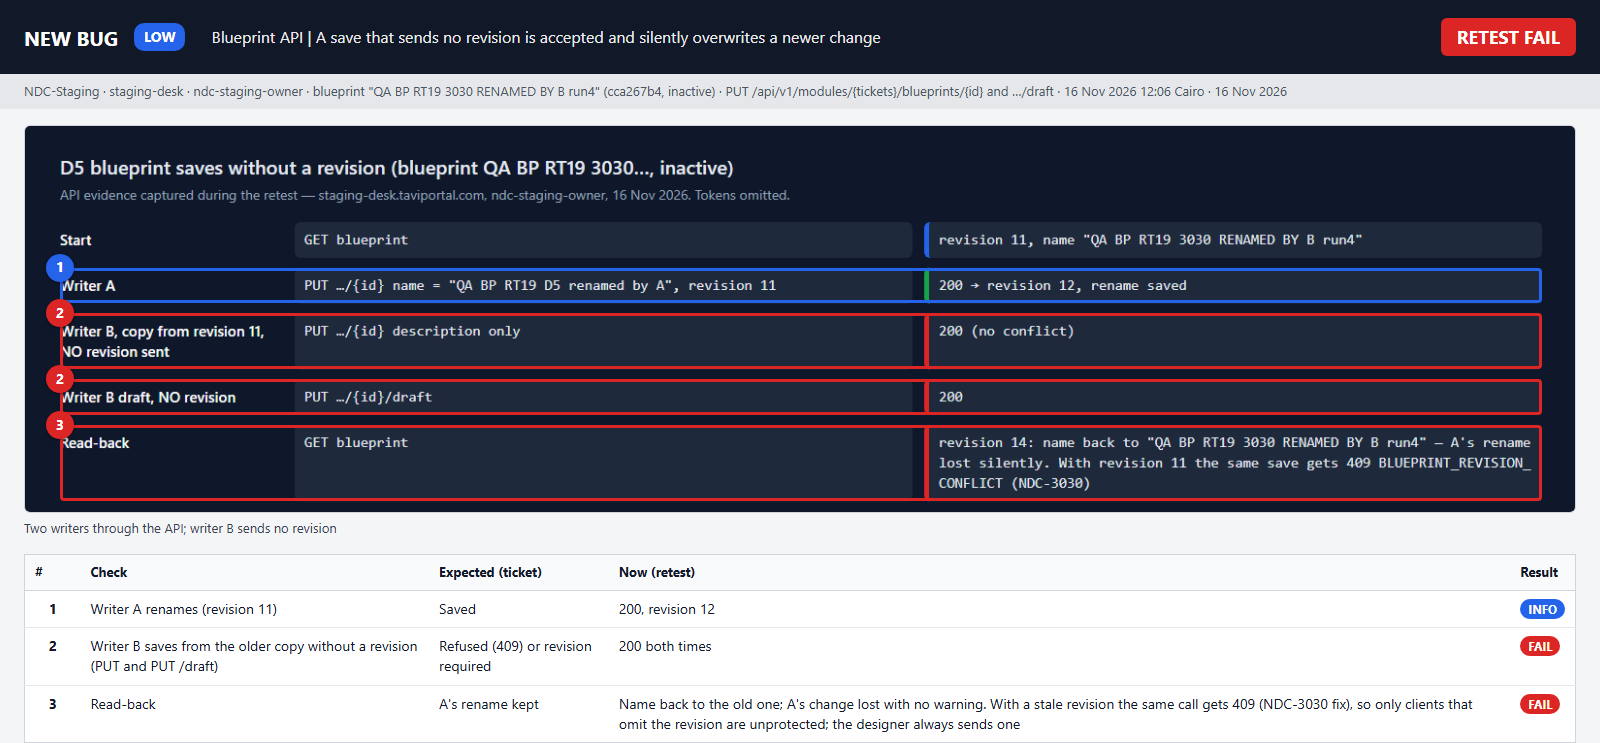 NEW BUG LOW Blueprint API | A save that sends no revision is accepted and silently overwrites a newer change RETEST FAIL
NDC-Staging · staging-desk · ndc-staging-owner · blueprint "QA BP RT19 3030 RENAMED BY B run4" (cca267b4, inactive) · PUT /api/v1/modules/{tickets}/blueprints/{id} and .../draft · 16 Nov 2026 12:06 Cairo · 16 Nov 2026
D5 blueprint saves without a revision (blueprint QA BP RT19 3030..., inactive)
API evidence captured during the retest — staging-desk.taviportal.com, ndc-staging-owner, 16 Nov 2026. Tokens omitted.
Start GET blueprint revision 11, name "QA BP RT19 3030 RENAMED BY B run4"
1
Writer A PUT …/{id} name = "QA BP RT19 D5 renamed by A", revision 11 200 → revision 12, rename saved
2
Writer B, copy from revision 11, PUT …/{id} description only 200 (no conflict)
NO revision sent
2
Writer B draft, NO revision PUT …/{id}/draft 200
3
Read-back GET blueprint revision 14: name back to "QA BP RT19 3030 RENAMED BY B run4" — A's rename
lost silently. With revision 11 the same save gets 409 BLUEPRINT_REVISION_
CONFLICT (NDC-3030)
Two writers through the API; writer B sends no revision
# Check Expected (ticket) Now (retest) Result
1 Writer A renames (revision 11) Saved 200, revision 12 INFO
2 Writer B saves from the older copy without a revision Refused (409) or revision 200 both times FAIL
(PUT and PUT /draft) required
3 Read-back A's rename kept Name back to the old one; A's change lost with no warning. With a stale revision the same call gets 409 (NDC-3030 fix), so only clients that FAIL
omit the revision are unprotected; the designer always sends one